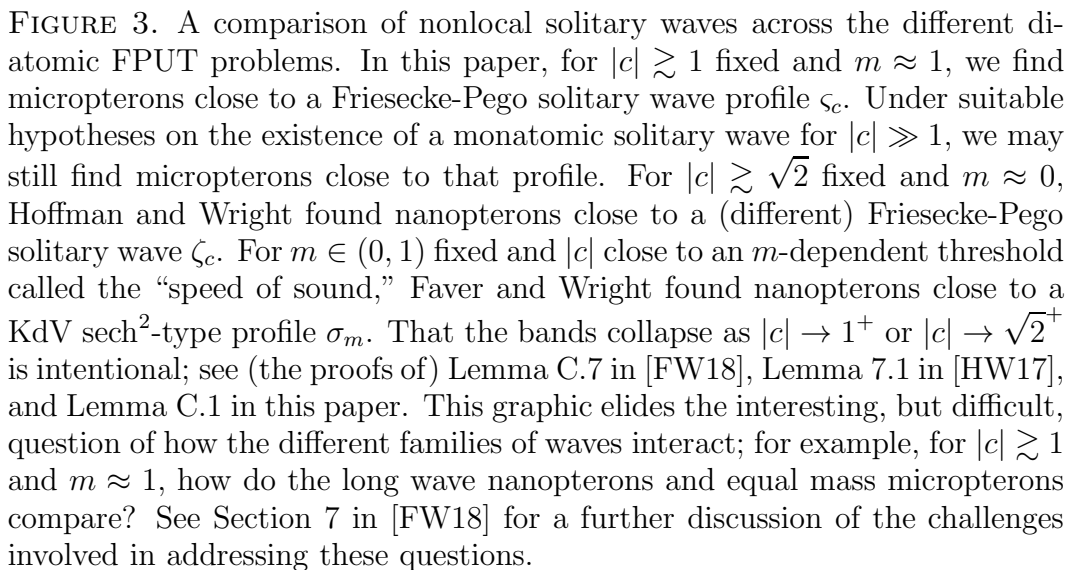 FIGURE 3. A comparison of nonlocal solitary waves across the different di-
atomic FPUT problems. In this paper, for |c| ≳ 1 fixed and m ≈ 1, we find
micropterons close to a Friesecke-Pego solitary wave profile ς_c. Under suitable
hypotheses on the existence of a monatomic solitary wave for |c| ≫ 1, we may
still find micropterons close to that profile. For |c| ≳ √2 fixed and m ≈ 0,
Hoffman and Wright found nanopterons close to a (different) Friesecke-Pego
solitary wave ζ_c. For m ∈ (0, 1) fixed and |c| close to an m-dependent threshold
called the “speed of sound,” Faver and Wright found nanopterons close to a
KdV sech²-type profile σ_m. That the bands collapse as |c| → 1⁺ or |c| → √2⁺
is intentional; see (the proofs of) Lemma C.7 in [FW18], Lemma 7.1 in [HW17],
and Lemma C.1 in this paper. This graphic elides the interesting, but difficult,
question of how the different families of waves interact; for example, for |c| ≳ 1
and m ≈ 1, how do the long wave nanopterons and equal mass micropterons
compare? See Section 7 in [FW18] for a further discussion of the challenges
involved in addressing these questions.